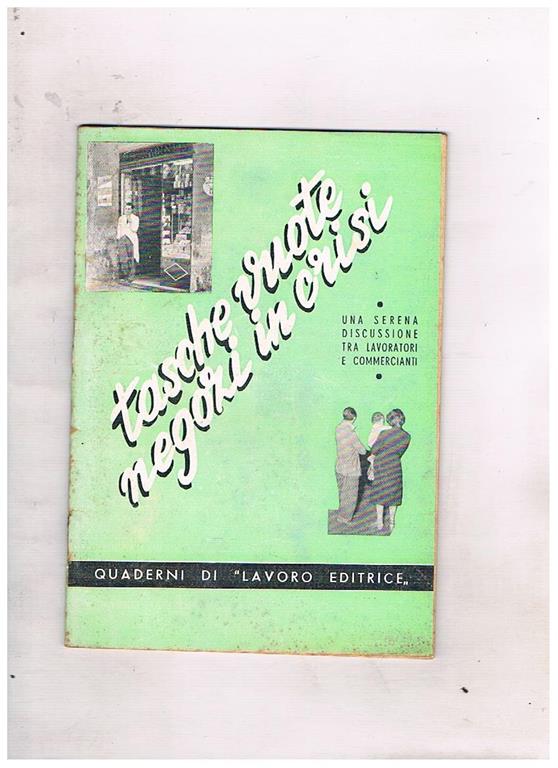 tasche vuote
negozi in crisi
UNA SERENA
DISCUSSIONE
TRA LAVORATORI
E COMMERCIANTI
QUADERNI DI "LAVORO EDITRICE„